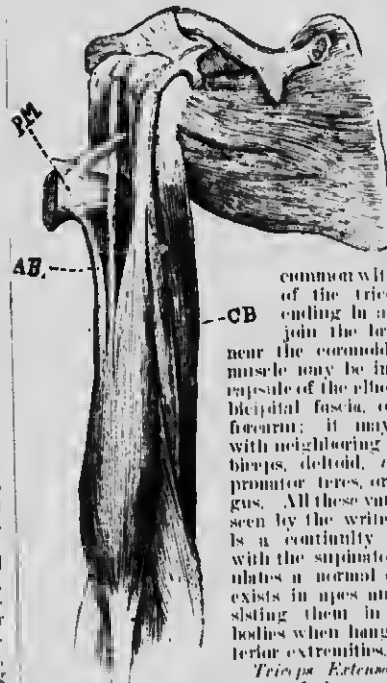 PM
AB.
CB
common with
of the tric
ending in a
join the lo
near the coronoid
muscle may be in
capsule of the elbo
bicipital fascia, o
forearm; it may
with neighboring
biceps, deltoid,
pronator teres, or
gus. All these var
seen by the write
is a continuity
with the supinato
ulates a normal
exists in apes an
sisting them in
bodies when hang
terior extremities.
Triceps Extenso